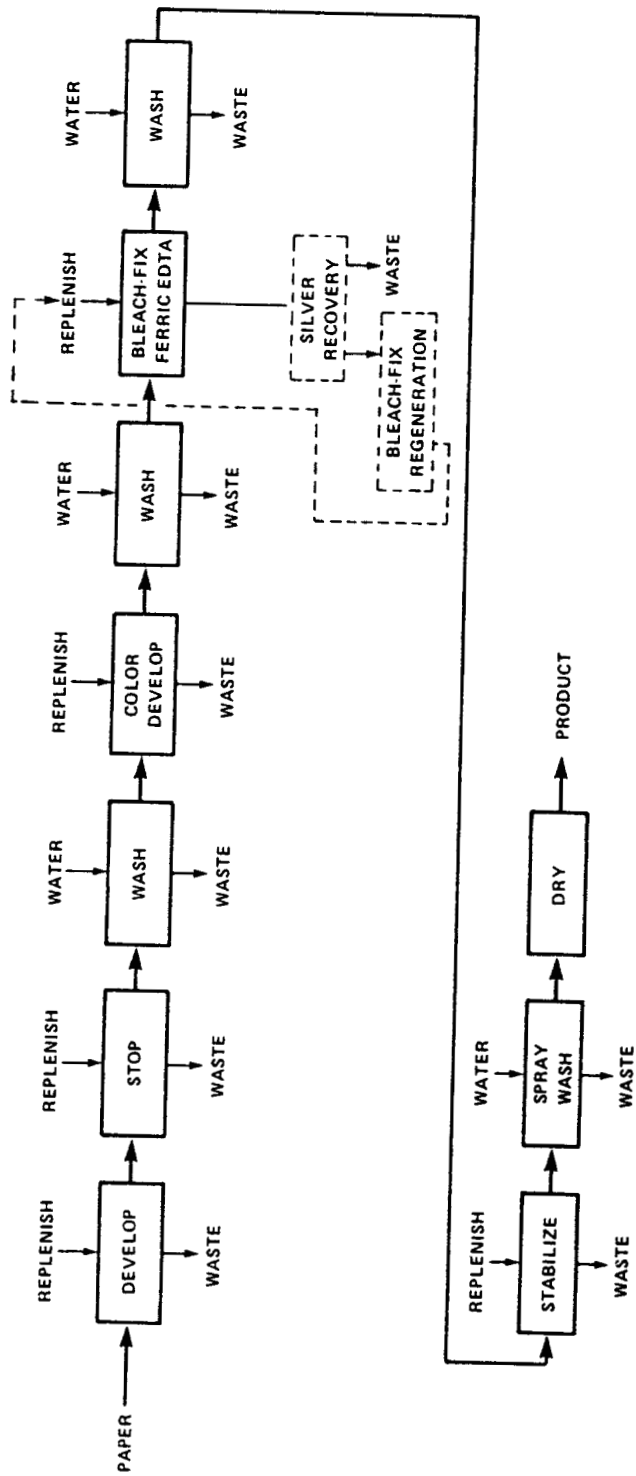 PAPER
REPLENISH
DEVELOP
WASTE
REPLENISH
STOP
WASTE
WATER
WASH
WASTE
REPLENISH
COLOR
DEVELOP
WASTE
WATER
WASH
WASTE
REPLENISH
BLEACH-FIX
FERRIC EDTA
SILVER
RECOVERY
WASTE
BLEACH-FIX
REGENERATION
WATER
WASH
WASTE
REPLENISH
STABILIZE
WASTE
WATER
SPRAY
WASH
WASTE
DRY
PRODUCT